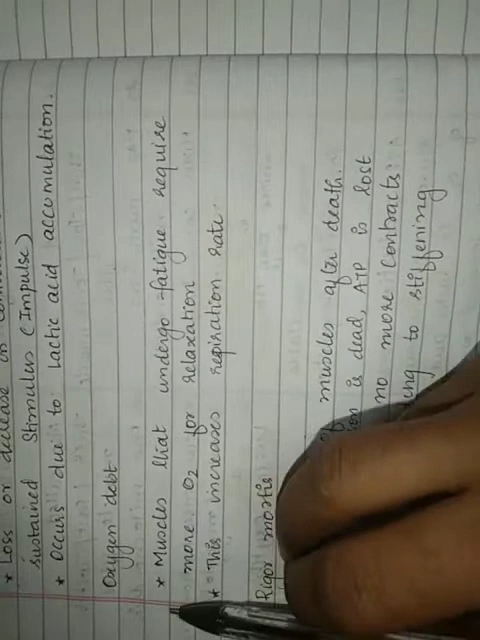 * Loss or decrease in
sustained Stimulus (Impulse)
* Occurs due to Lactic acid accumulation.
Oxygen debt
* Muscles that undergo fatigue require
more O2 for relaxation
* This increases respiration rate.
Rigor mortis
of muscles after death.
is dead, ATP is lost
no more contracts
to stiffening